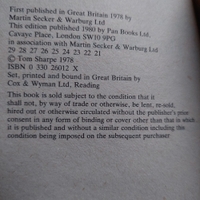 First published in Great Britain 1978 by
Martin Secker & Warburg Ltd
This edition published 1980 by Pan Books Ltd,
Cavaye Place, London SW10 9PG
in association with Martin Secker & Warburg Ltd
29 28 27 26 25 24 23 22 21
© Tom Sharpe 1978
ISBN 0 330 26012 X
Set, printed and bound in Great Britain by
Cox & Wyman Ltd, Reading
This book is sold subject to the condition that it
shall not, by way of trade or otherwise, be lent, re-sold,
hired out or otherwise circulated without the publisher's prior
consent in any form of binding or cover other than that in which
it is published and without a similar condition including this
condition being imposed on the subsequent purchaser